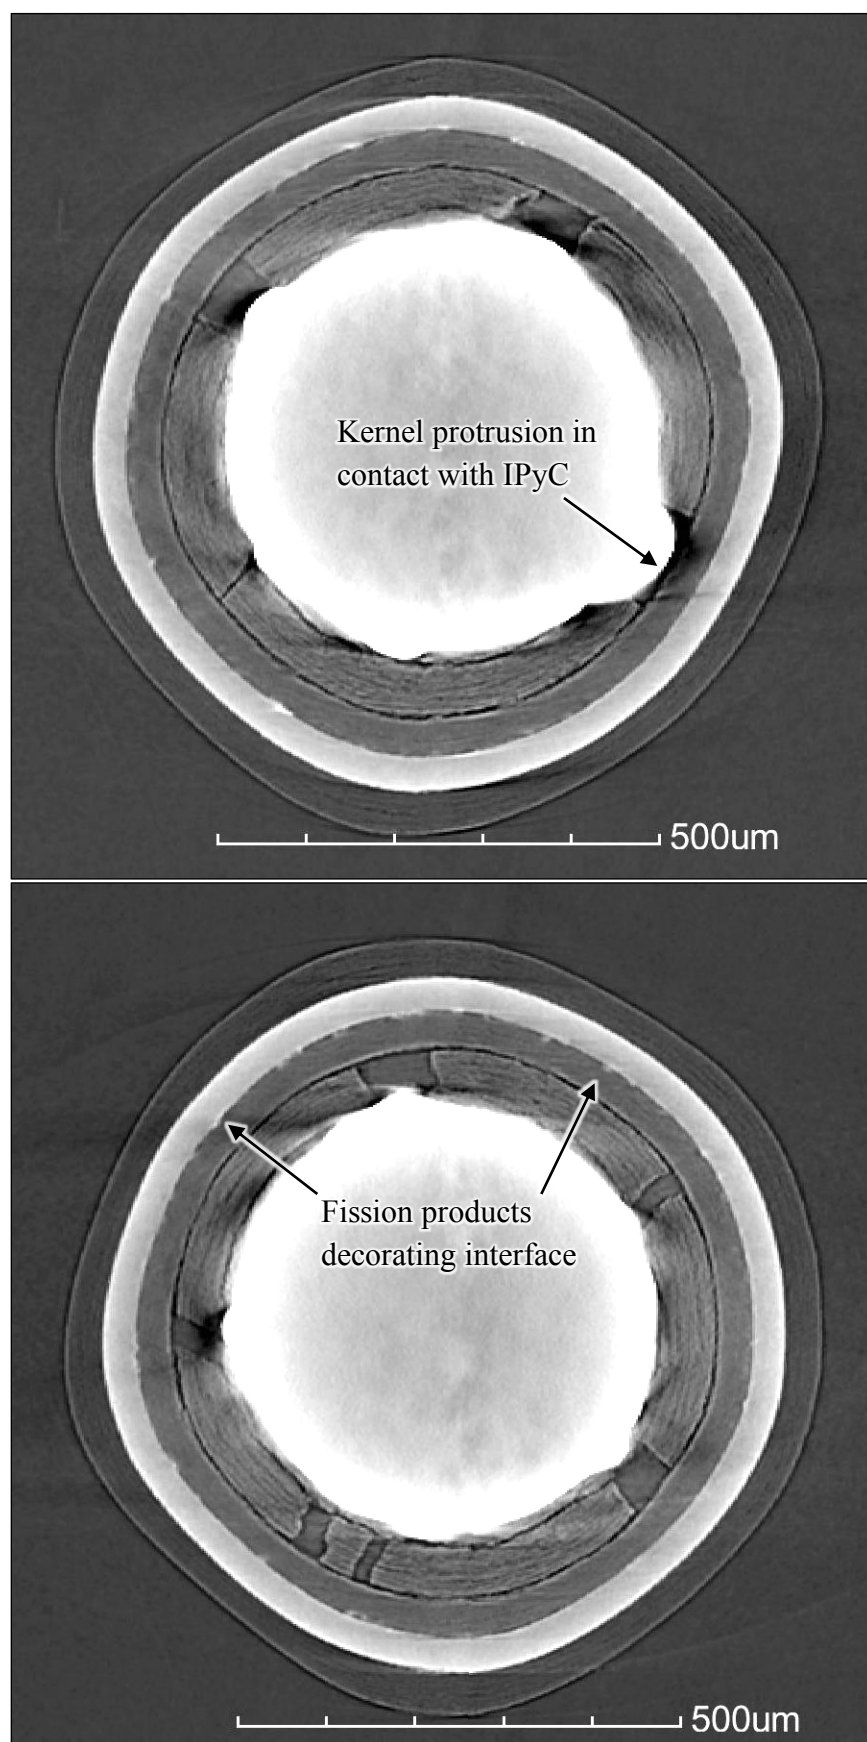 Kernel protrusion in
contact with IPyC
500um
Fission products
decorating interface
500um